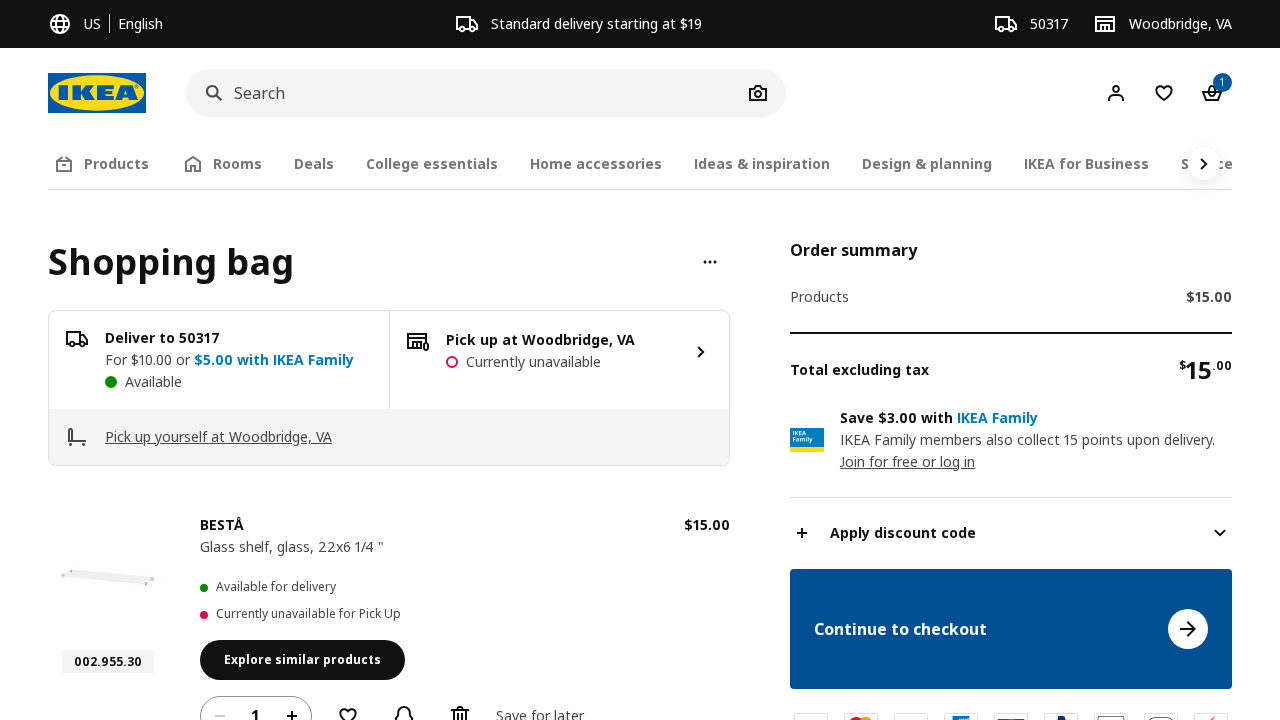 US | English
Standard delivery starting at $19
50317
Woodbridge, VA
IKEA
Search
1
Products
Rooms
Deals
College essentials
Home accessories
Ideas & inspiration
Design & planning
IKEA for Business
Shopping bag
Deliver to 50317
For $10.00 or $5.00 with IKEA Family
Available
Pick up at Woodbridge, VA
Currently unavailable
Pick up yourself at Woodbridge, VA
BESTÅ
$15.00
Glass shelf, glass, 22x6 1/4 "
Available for delivery
Currently unavailable for Pick Up
002.955.30
Explore similar products
1
Save for later
Order summary
Products
$15.00
Total excluding tax
$15.00
IKEA
Family
Save $3.00 with IKEA Family
IKEA Family members also collect 15 points upon delivery.
Join for free or log in
Apply discount code
Continue to checkout